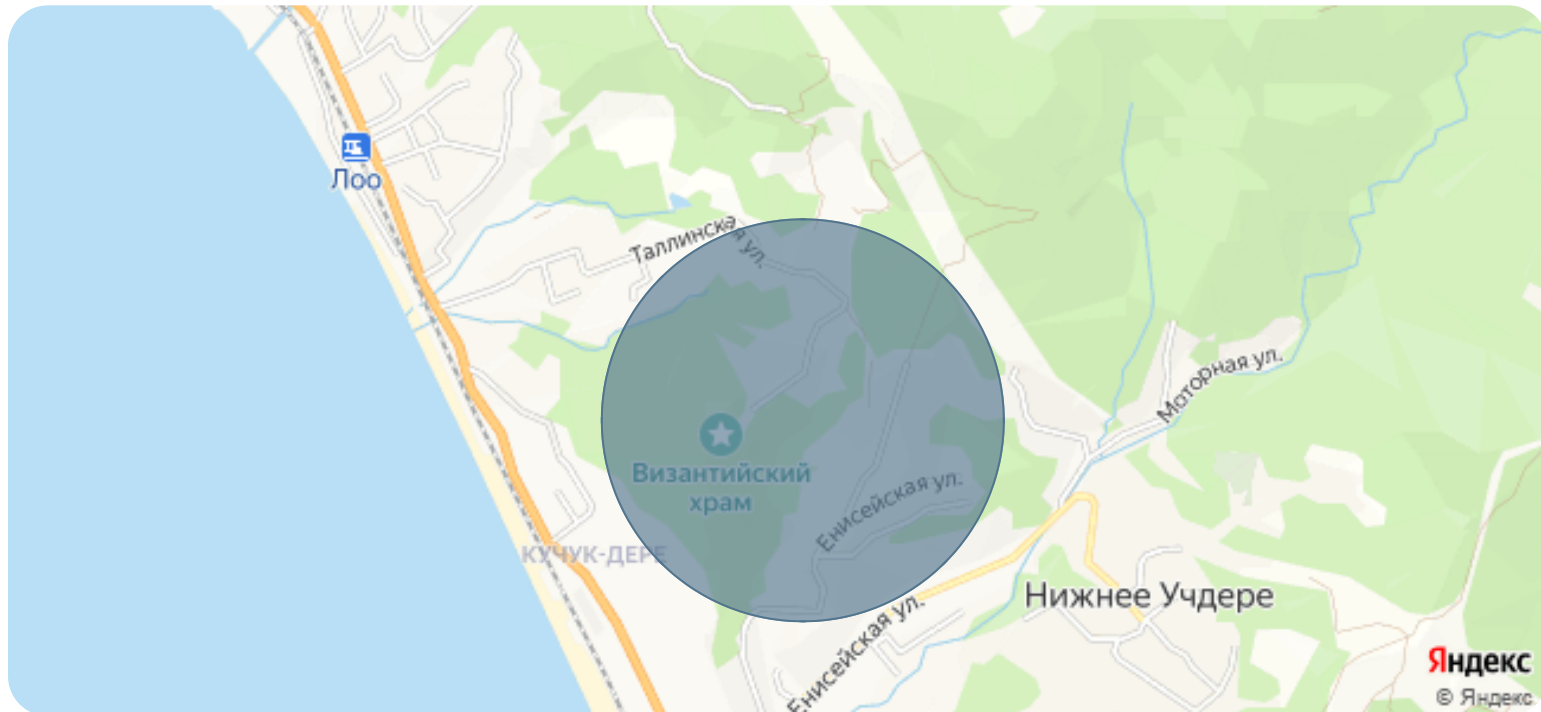 Лоо
Таллинская ул.
Моторная ул.
Византийский
храм
Енисейская ул.
КУЧУК-ДЕРЕ
Нижнее Учдере
Енисейская ул.
Яндекс
© Яндекс